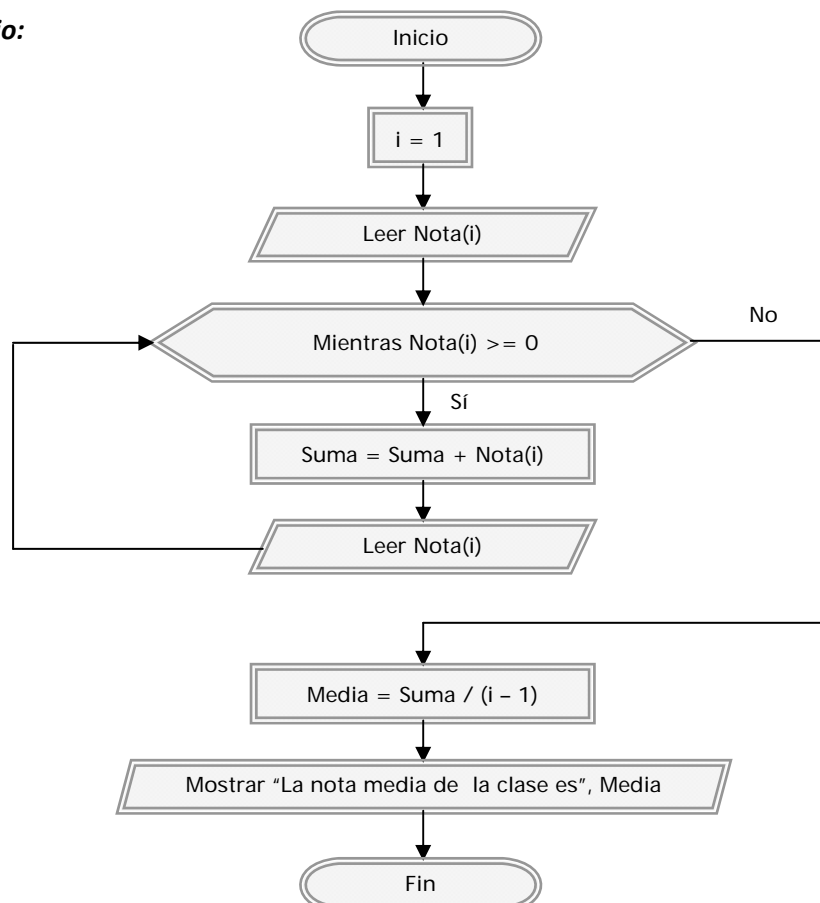 io:
Inicio
i = 1
Leer Nota(i)
Mientras Nota(i) >= 0
No
Sí
Suma = Suma + Nota(i)
Leer Nota(i)
Media = Suma / (i – 1)
Mostrar “La nota media de la clase es”, Media
Fin